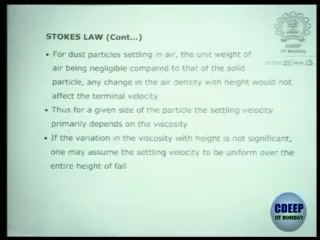 STOKES LAW (Cont...)
• For dust particles settling in air, the unit weight of
air being negligible compared to that of the solid
particle, any change in the air density with height would not
affect the terminal velocity
• Thus for a given size of the particle the settling velocity
primarily depends on the viscosity
• If the variation in the viscosity with height is not significant,
one may assume the settling velocity to be uniform over the
entire height of fall
CDEEP
IIT Bombay
CDEEP
IIT BOMBAY